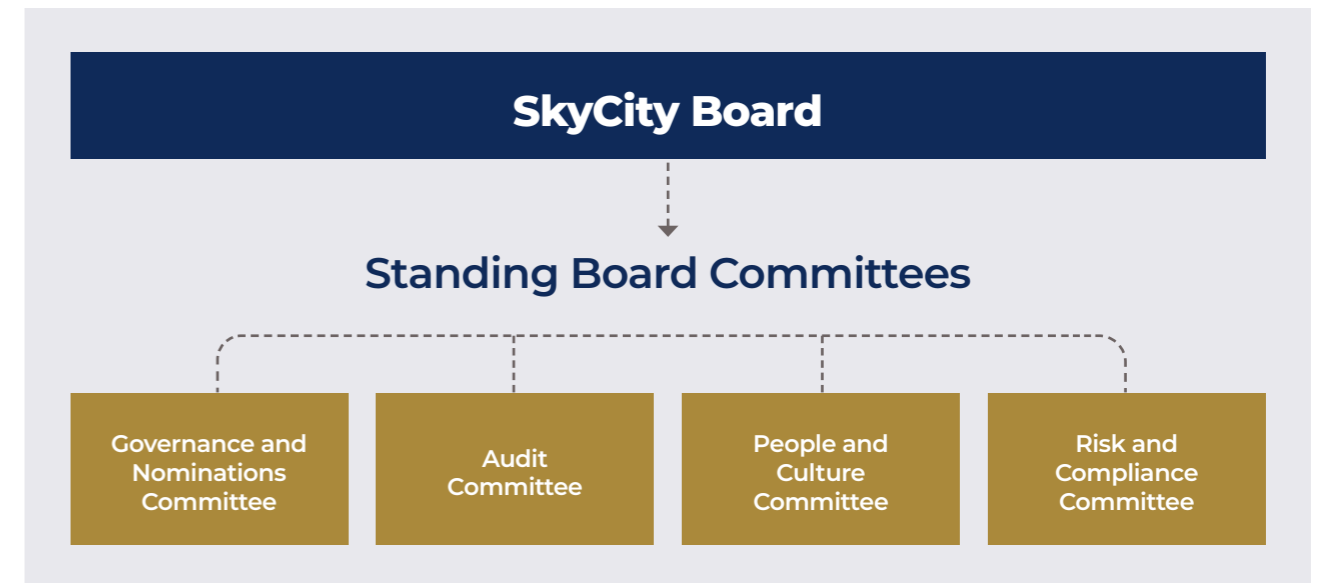 SkyCity Board
Standing Board Committees
Governance and
Nominations
Committee
Audit
Committee
People and
Culture
Committee
Risk and
Compliance
Committee